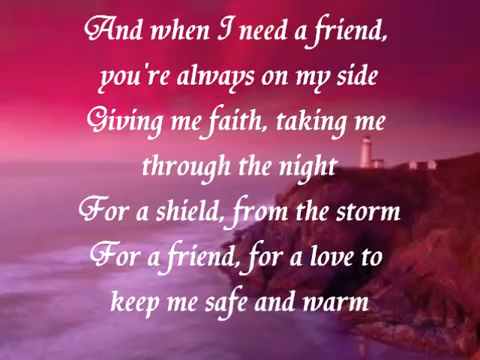 And when I need a friend,
you're always on my side
Giving me faith, taking me
through the night
For a shield, from the storm
For a friend, for a love to
keep me safe and warm